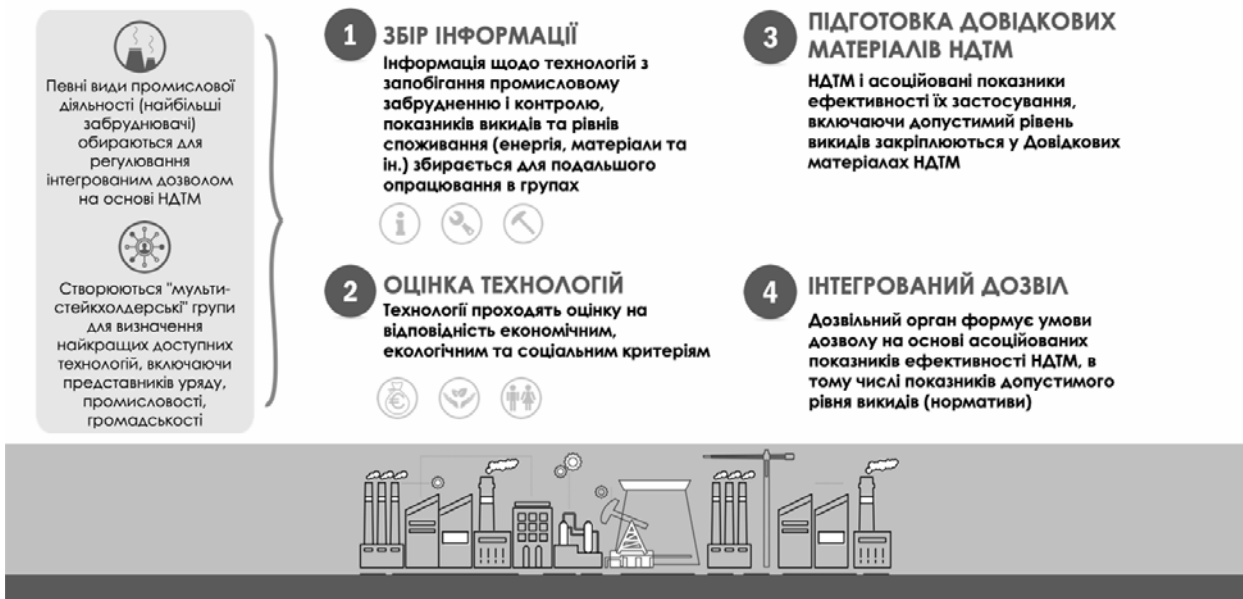 Певні види промислової
діяльності (найбільші
забруднювачі)
обираються для
регулювання
інтегрованим дозволом
на основі НДТМ
Створюються "мульти-
стейкхолдерські" групи
для визначення
найкращих доступних
технологій, включаючи
представників уряду,
промисловості,
громадськості
1 ЗБІР ІНФОРМАЦІЇ
Інформація щодо технологій з
запобігання промисловому
забрудненню і контролю,
показників викидів та рівнів
споживання (енергія, матеріали та
ін.) збирається для подальшого
опрацювання в групах
2 ОЦІНКА ТЕХНОЛОГІЙ
Технології проходять оцінку на
відповідність економічним,
екологічним та соціальним критеріям
3 ПІДГОТОВКА ДОВІДКОВИХ
МАТЕРІАЛІВ НДТМ
НДТМ і асоційовані показники
ефективності їх застосування,
включаючи допустимий рівень
викидів закріплюються у Довідкових
матеріалах НДТМ
4 ІНТЕГРОВАНИЙ ДОЗВІЛ
Дозвільний орган формує умови
дозволу на основі асоційованих
показників ефективності НДТМ, в
тому числі показників допустимого
рівня викидів (нормативи)